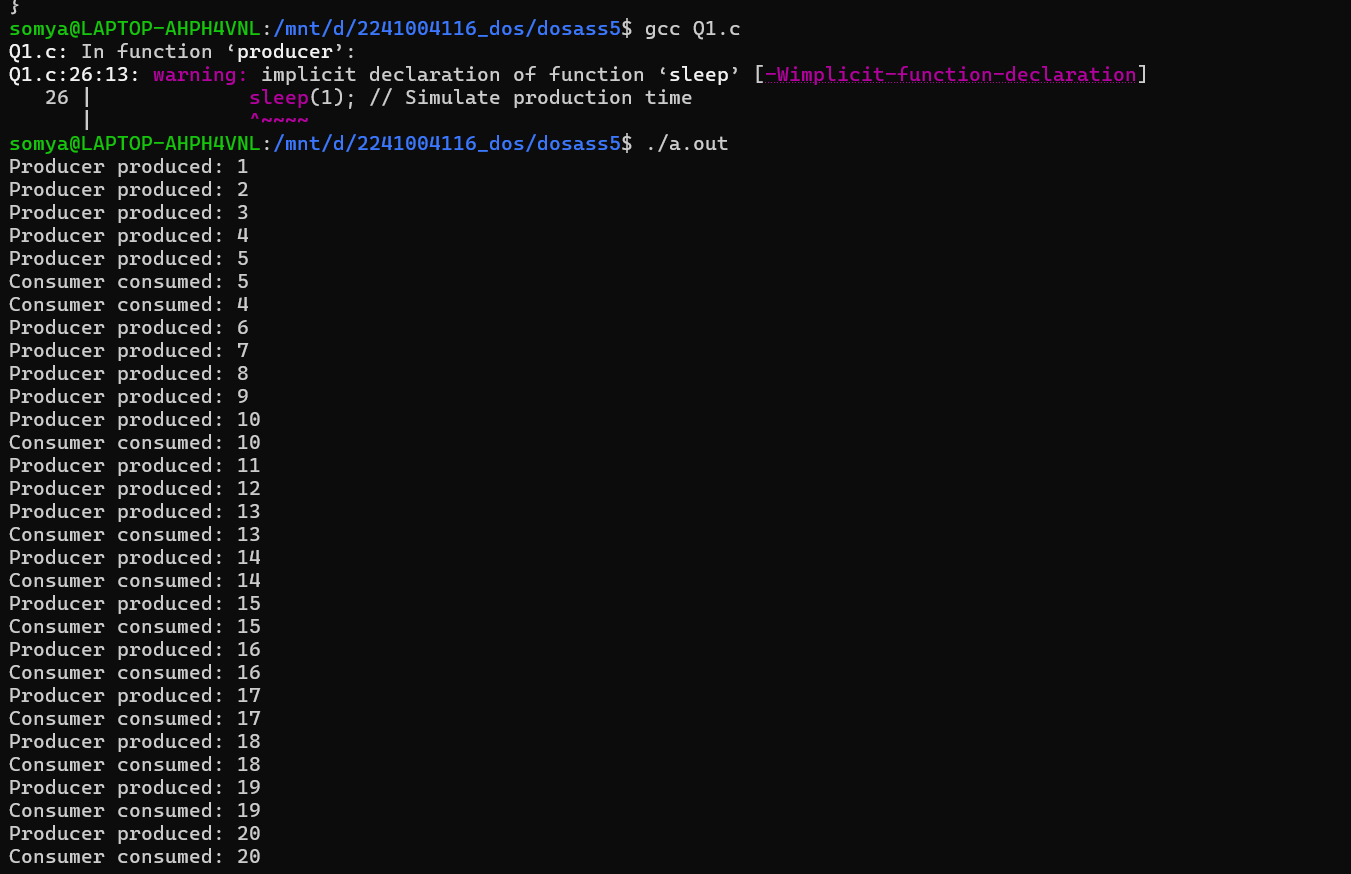 }
somya@LAPTOP-AHPH4VNL:/mnt/d/2241004116_dos/dosass5$ gcc Q1.c
Q1.c: In function ‘producer’:
Q1.c:26:13: warning: implicit declaration of function ‘sleep’ [-Wimplicit-function-declaration]
   26 |             sleep(1); // Simulate production time
      |             ^~~~~
somya@LAPTOP-AHPH4VNL:/mnt/d/2241004116_dos/dosass5$ ./a.out
Producer produced: 1
Producer produced: 2
Producer produced: 3
Producer produced: 4
Producer produced: 5
Consumer consumed: 5
Consumer consumed: 4
Producer produced: 6
Producer produced: 7
Producer produced: 8
Producer produced: 9
Producer produced: 10
Consumer consumed: 10
Producer produced: 11
Producer produced: 12
Producer produced: 13
Consumer consumed: 13
Producer produced: 14
Consumer consumed: 14
Producer produced: 15
Consumer consumed: 15
Producer produced: 16
Consumer consumed: 16
Producer produced: 17
Consumer consumed: 17
Producer produced: 18
Consumer consumed: 18
Producer produced: 19
Consumer consumed: 19
Producer produced: 20
Consumer consumed: 20